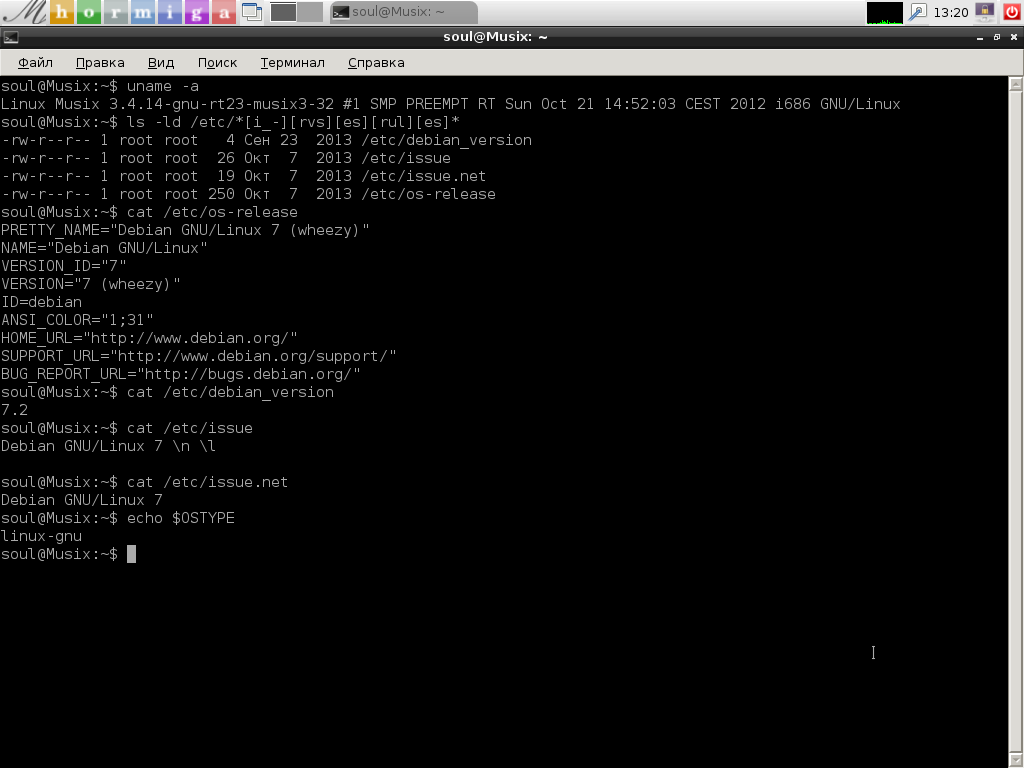 M h o r m i g a soul@Musix: ~ 13:20
soul@Musix: ~
Файл Правка Вид Поиск Терминал Справка
soul@Musix:~$ uname -a
Linux Musix 3.4.14-gnu-rt23-musix3-32 #1 SMP PREEMPT RT Sun Oct 21 14:52:03 CEST 2012 i686 GNU/Linux
soul@Musix:~$ ls -ld /etc/*[i_-][rvs][es][rul][es]*
-rw-r--r-- 1 root root   4 Сен 23  2013 /etc/debian_version
-rw-r--r-- 1 root root  26 Окт  7  2013 /etc/issue
-rw-r--r-- 1 root root  19 Окт  7  2013 /etc/issue.net
-rw-r--r-- 1 root root 250 Окт  7  2013 /etc/os-release
soul@Musix:~$ cat /etc/os-release
PRETTY_NAME="Debian GNU/Linux 7 (wheezy)"
NAME="Debian GNU/Linux"
VERSION_ID="7"
VERSION="7 (wheezy)"
ID=debian
ANSI_COLOR="1;31"
HOME_URL="http://www.debian.org/"
SUPPORT_URL="http://www.debian.org/support/"
BUG_REPORT_URL="http://bugs.debian.org/"
soul@Musix:~$ cat /etc/debian_version
7.2
soul@Musix:~$ cat /etc/issue
Debian GNU/Linux 7 \n \l
soul@Musix:~$ cat /etc/issue.net
Debian GNU/Linux 7
soul@Musix:~$ echo $OSTYPE
linux-gnu
soul@Musix:~$